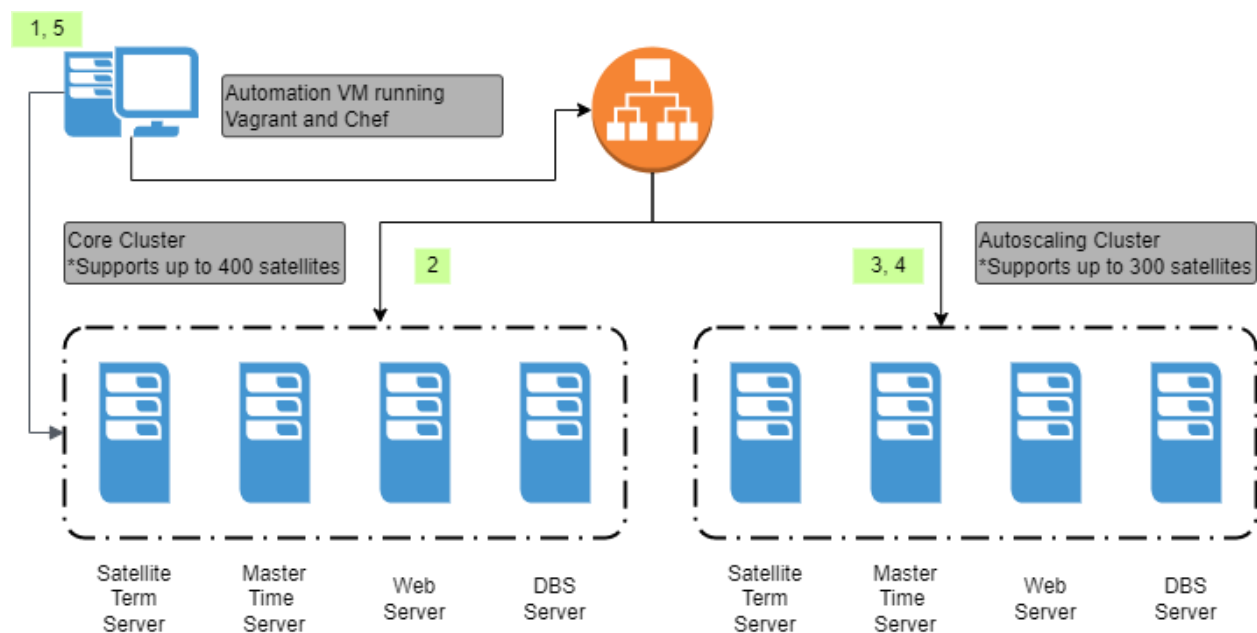 1, 5
Automation VM running
Vagrant and Chef
Core Cluster
*Supports up to 400 satellites
2
3, 4
Autoscaling Cluster
*Supports up to 300 satellites
Satellite
Term
Server
Master
Time
Server
Web
Server
DBS
Server
Satellite
Term
Server
Master
Time
Server
Web
Server
DBS
Server